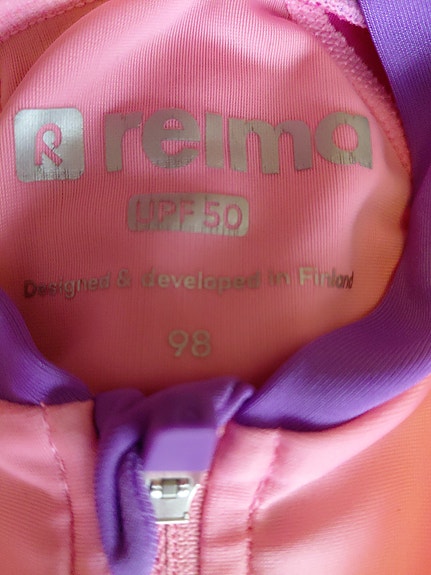 R reima
UPF 50
Designed & developed in Finland
98